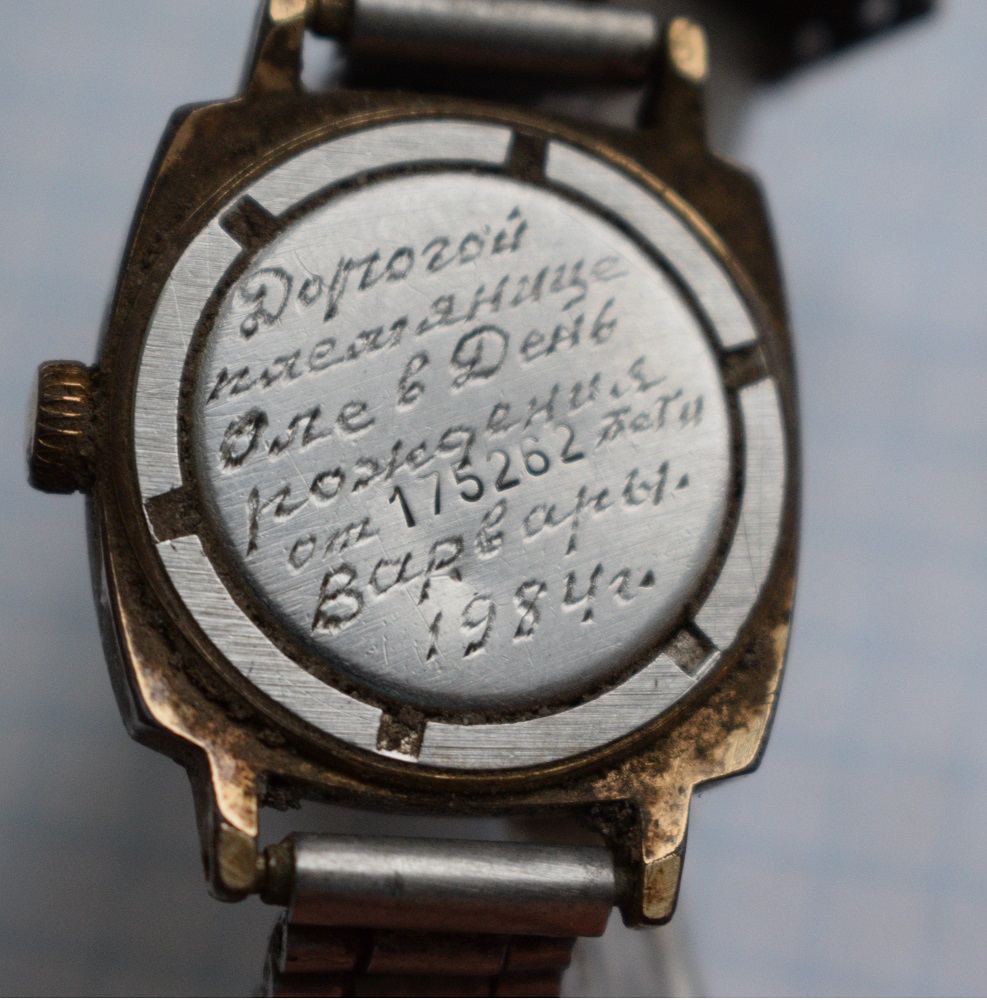 Дорогой
племяннице
Оле в День
рождения
от 175262 тёти
Варвары.
1984г.